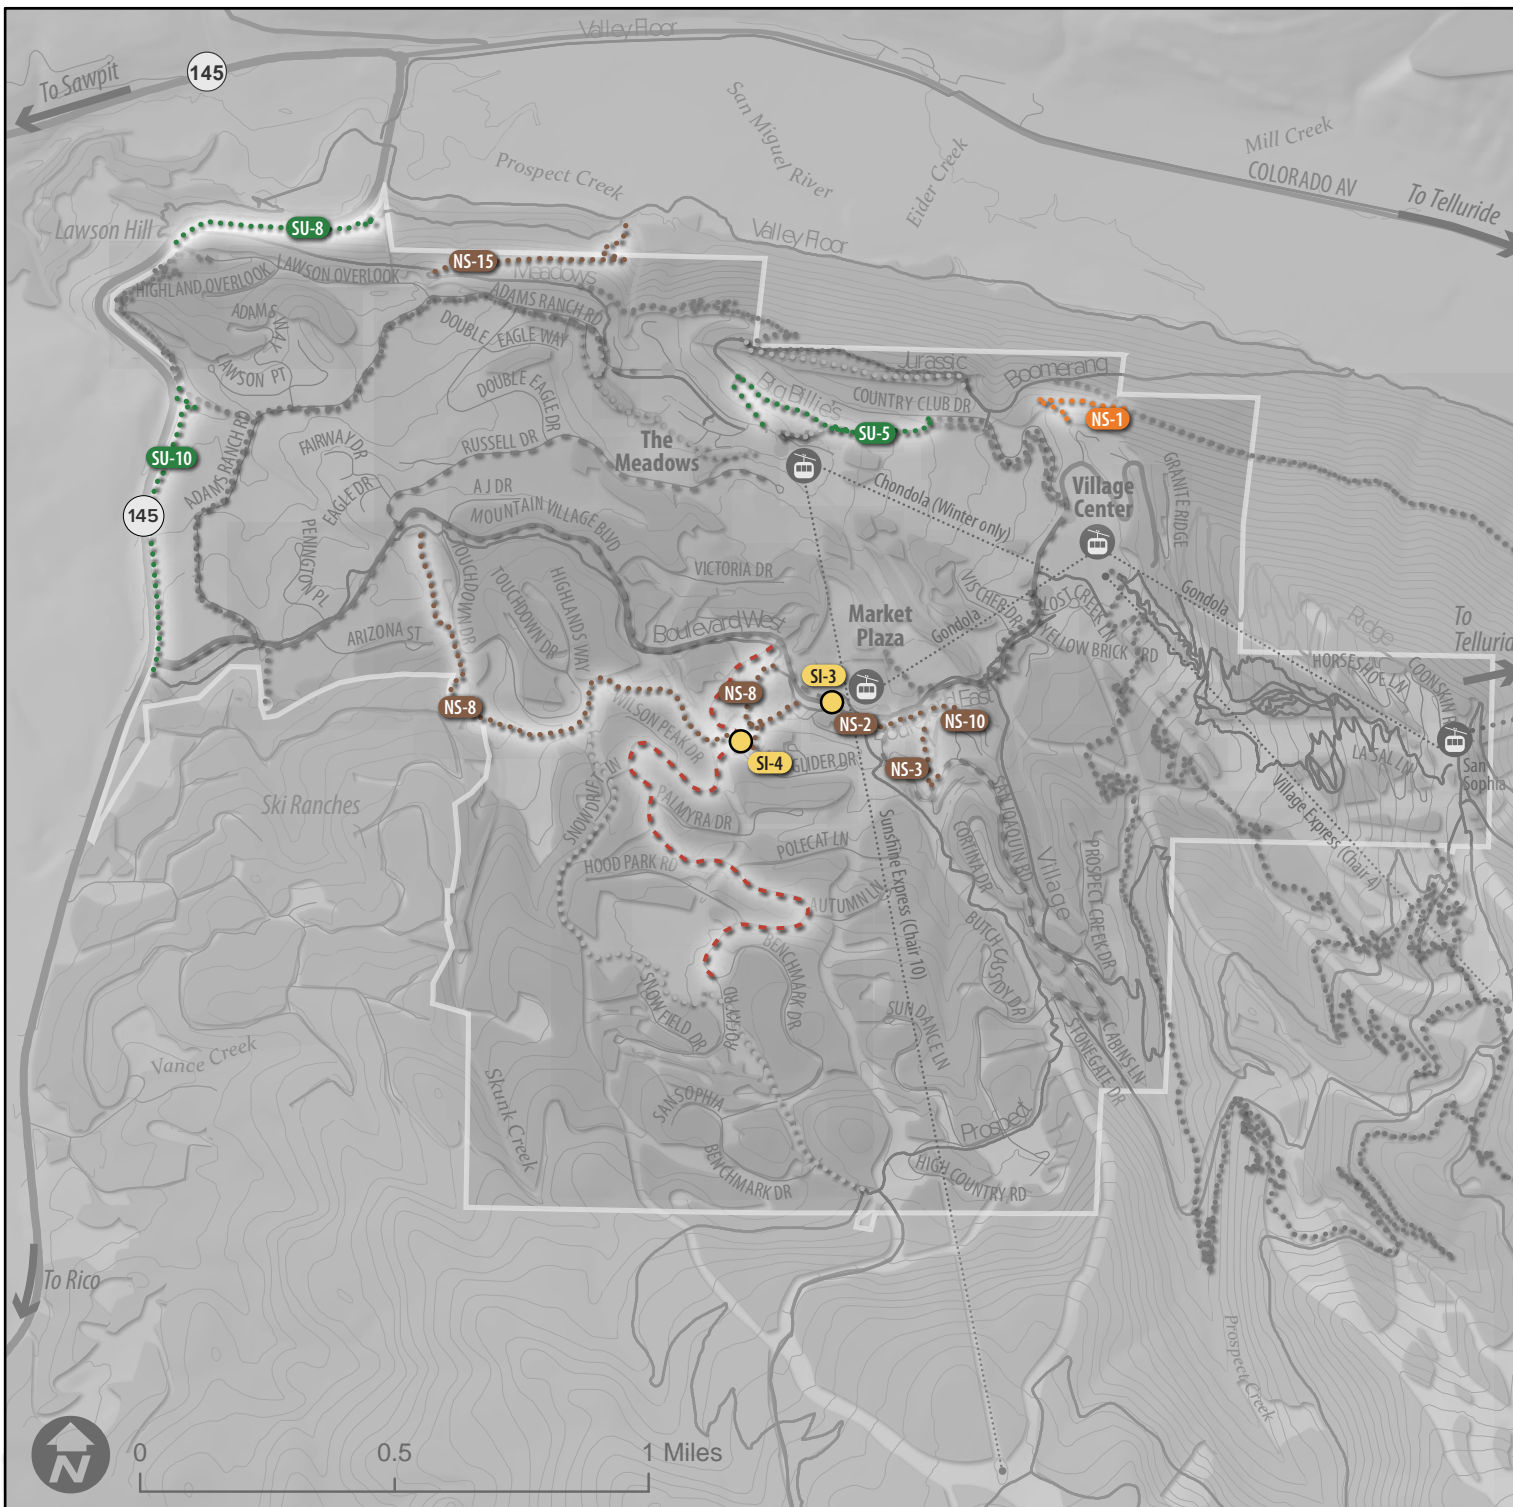 Valley Floor
145
To Sawpit
San Miguel River
Eider Creek
Mill Creek
COLORADO AV
To Telluride
Prospect Creek
Lawson Hill
SU-8
Valley Floor
NS-15
LAWSON OVERLOOK
HIGHLAND OVERLOOK
Meadows
ADAMS RANCH RD
ADAMS WAY
LAWSON PT
DOUBLE EAGLE WAY
DOUBLE EAGLE DR
Jurassic
Boomerang
Big Billie's
COUNTRY CLUB DR
NS-1
SU-5
The
Meadows
RUSSELL DR
FAIRWAY DR
EAGLE DR
ADAMS RANCH RD
SU-10
145
A J DR
MOUNTAIN VILLAGE BLVD
PENINGTON PL
Chondola (Winter only)
Village
Center
GRANITE RIDGE
VICTORIA DR
TOUCHDOWN DR
TOUCHDOWN DR
HIGHLANDS WAY
ARIZONA ST
Boulevard West
Market
Plaza
Gondola
VISCHER DR
LOST CREEK LN
YELLOW BRICK RD
Gondola
Ridge
To
Telluride
HORSESHOE LN
COONSKIN R
SI-3
NS-8
NS-8
NS-2
NS-10
NS-3
SI-4
WILSON PEAK DR
GLIDER DR
LA SAL LN
San
Sophia
Ski Ranches
SNOWDRIFT LN
PALMYRA DR
POLECAT LN
HOOD PARK RD
AUTUMN LN
Sunshine Express (Chair 10)
CORTINA DR
SAN JOAQUIN RD
Village
PROSPECT CREEK DR
Village Express (Chair 4)
BENCHMARK DR
BUTCH CASSIDY DR
SNOWFIELD DR
ROCKY RD
SUNDANCE LN
CABINS LN
STONEGATE DR
Vance Creek
Skunk Creek
SAN SOPHIA
BENCHMARK DR
Prospect
HIGH COUNTRY RD
To Rico
Prospect Creek
N
0 0.5 1 Miles